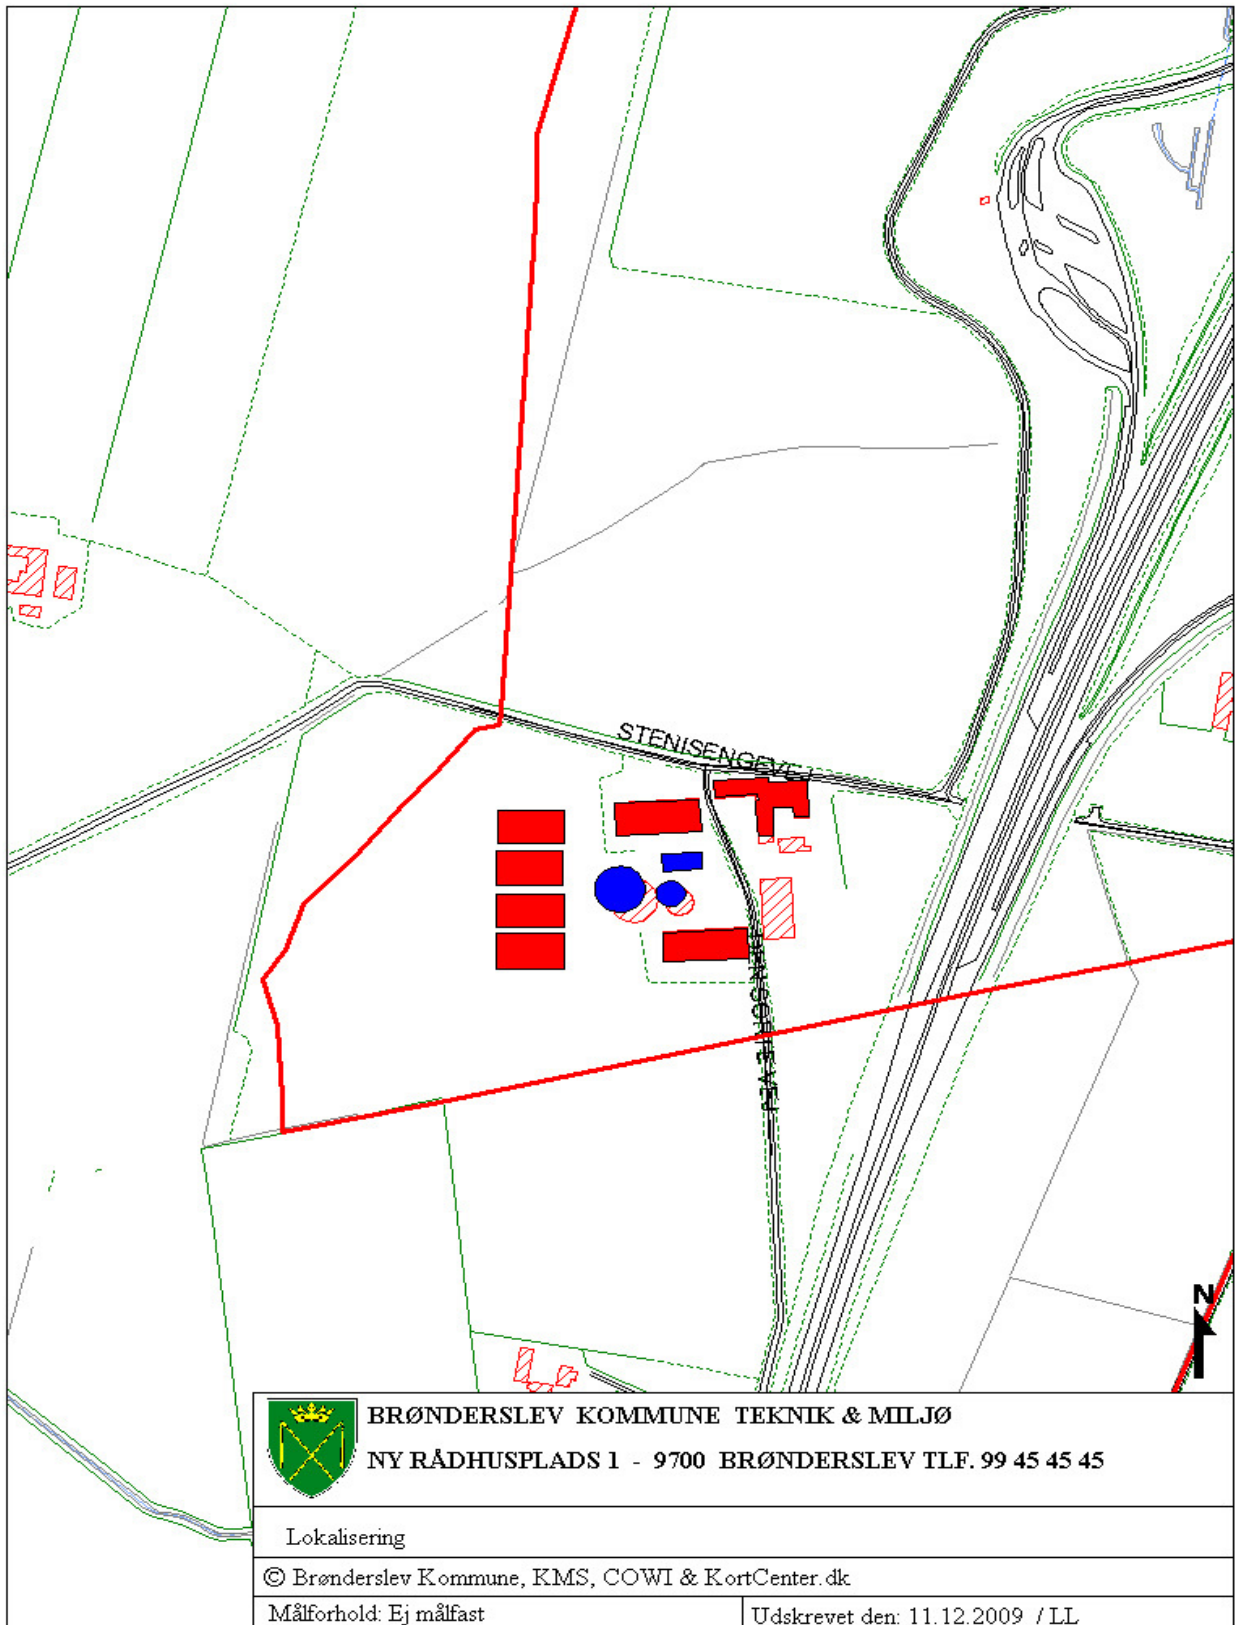 STENISENGEVEJ
N
BRØNDERSLEV KOMMUNE TEKNIK & MILJØ
NY RÅDHUSPLADS 1 - 9700 BRØNDERSLEV TLF. 99 45 45 45
Lokalisering
© Brønderslev Kommune, KMS, COWI & KortCenter.dk
Målforhold: Ej målfast
Udskrevet den: 11.12.2009 / LL